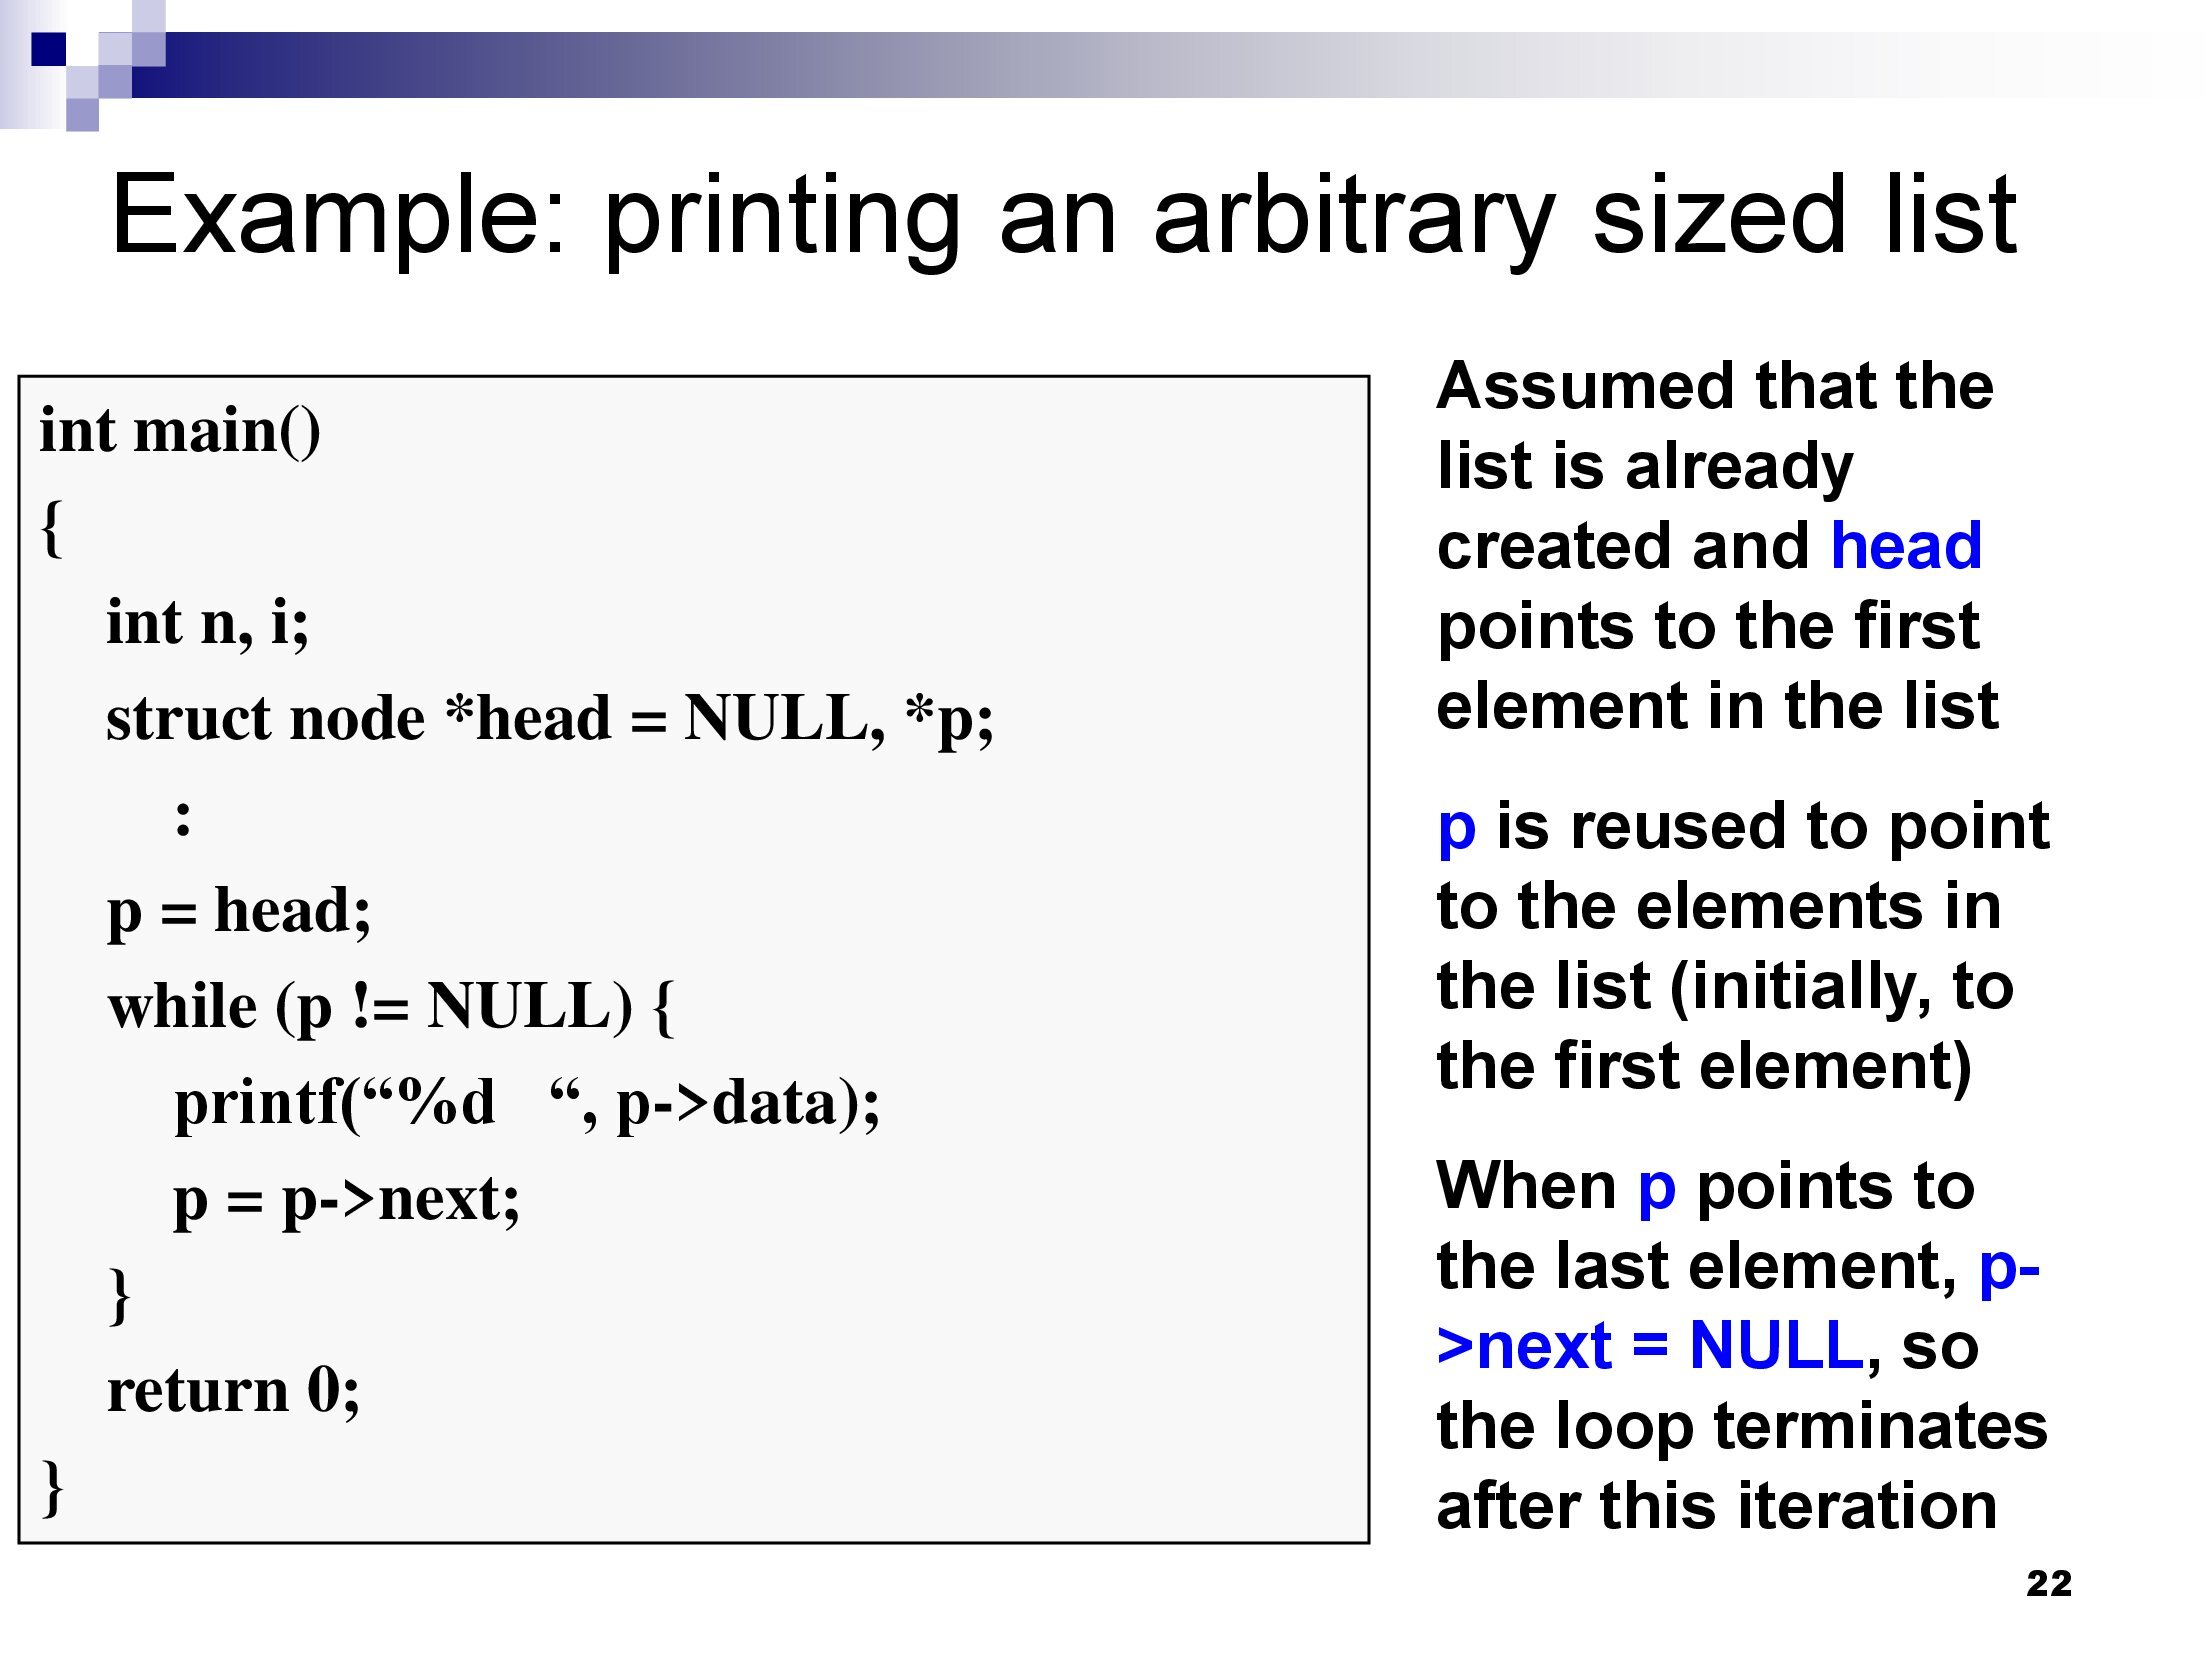 Example: printing an arbitrary sized list
int main()
{
int n, i;
struct node *head = NULL, *p;
:
p = head;
while (p != NULL) {
printf(“%d   “, p->data);
p = p->next;
}
return 0;
}
Assumed that the
list is already
created and head
points to the first
element in the list
p is reused to point
to the elements in
the list (initially, to
the first element)
When p points to
the last element, p-
>next = NULL, so
the loop terminates
after this iteration
22